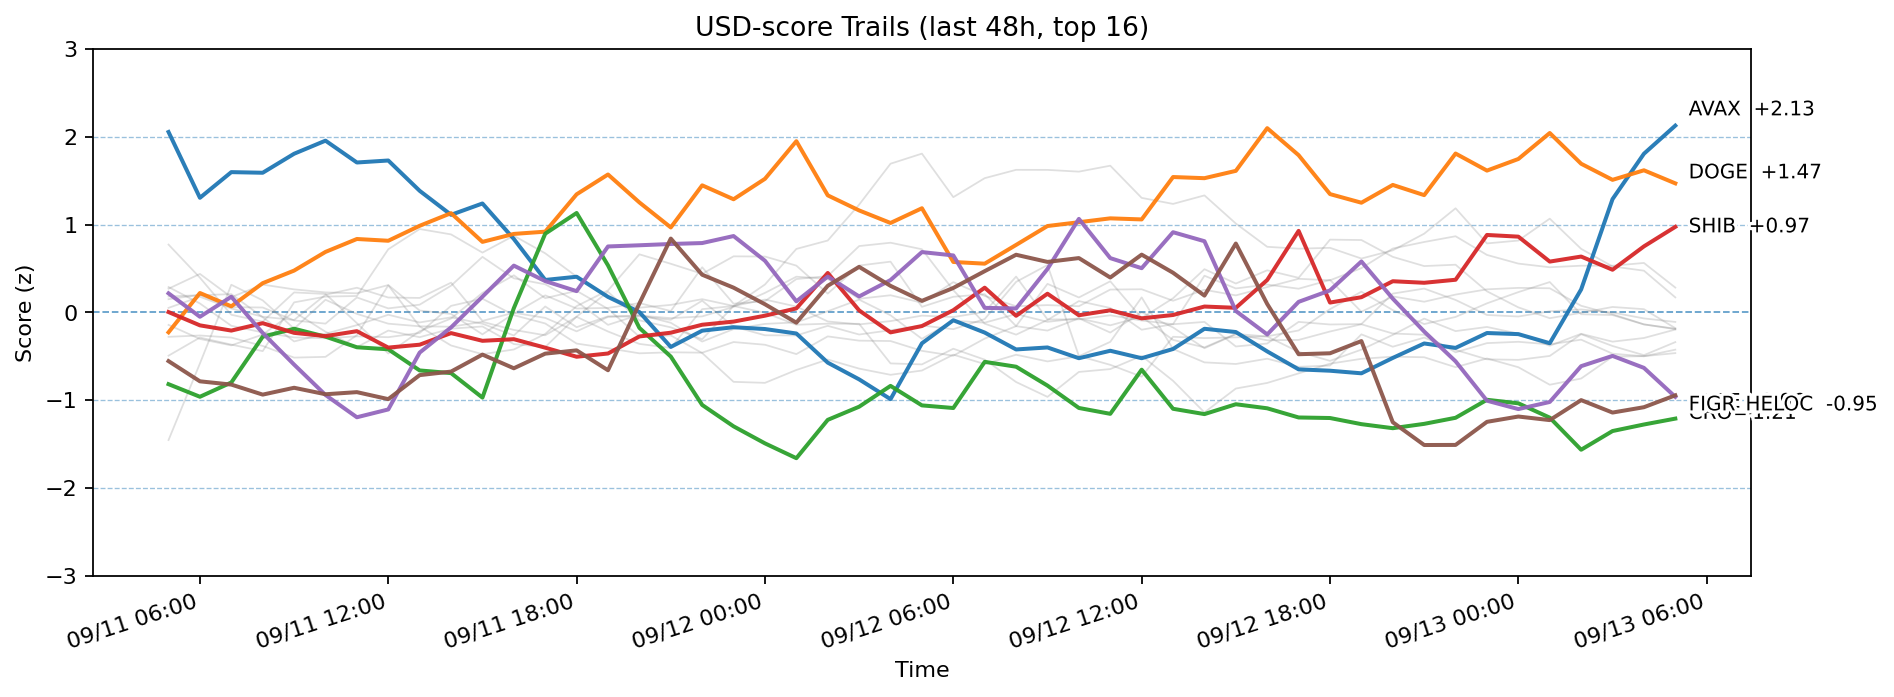 USD-score Trails (last 48h, top 16)
Score (z)
3
2
1
0
−1
−2
−3
AVAX +2.13
DOGE +1.47
SHIB +0.97
FIGR_HELOC -0.95
09/11 06:00
09/11 12:00
09/11 18:00
09/12 00:00
09/12 06:00
09/12 12:00
09/12 18:00
09/13 00:00
09/13 06:00
Time